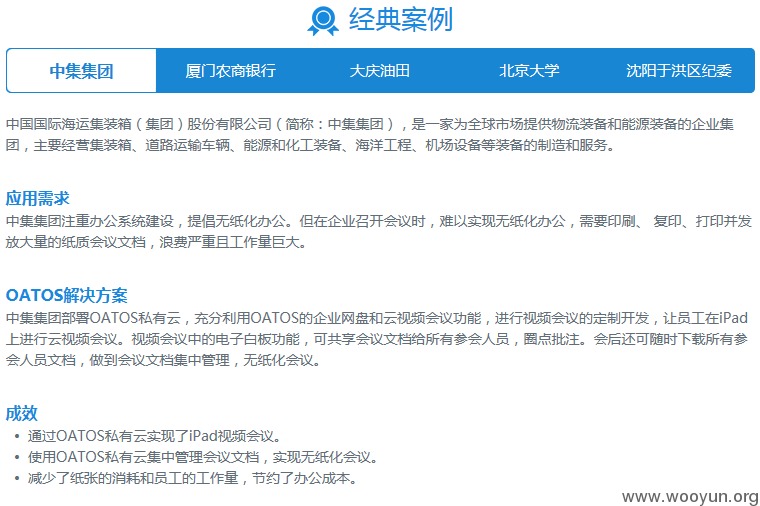 经典案例
中集集团 厦门农商银行 大庆油田 北京大学 沈阳于洪区纪委
中国国际海运集装箱（集团）股份有限公司（简称：中集集团），是一家为全球市场提供物流装备和能源装备的企业集
团，主要经营集装箱、道路运输车辆、能源和化工装备、海洋工程、机场设备等装备的制造和服务。
应用需求
中集集团注重办公系统建设，提倡无纸化办公。但在企业召开会议时，难以实现无纸化办公，需要印刷、 复印、打印并发
放大量的纸质会议文档，浪费严重且工作量巨大。
OATOS解决方案
中集集团部署OATOS私有云，充分利用OATOS的企业网盘和云视频会议功能，进行视频会议的定制开发，让员工在iPad
上进行云视频会议。视频会议中的电子白板功能，可共享会议文档给所有参会人员，圈点批注。会后还可随时下载所有参
会人员文档，做到会议文档集中管理，无纸化会议。
成效
• 通过OATOS私有云实现了iPad视频会议。
• 使用OATOS私有云集中管理会议文档，实现无纸化会议。
• 减少了纸张的消耗和员工的工作量，节约了办公成本。
www.wooyun.org